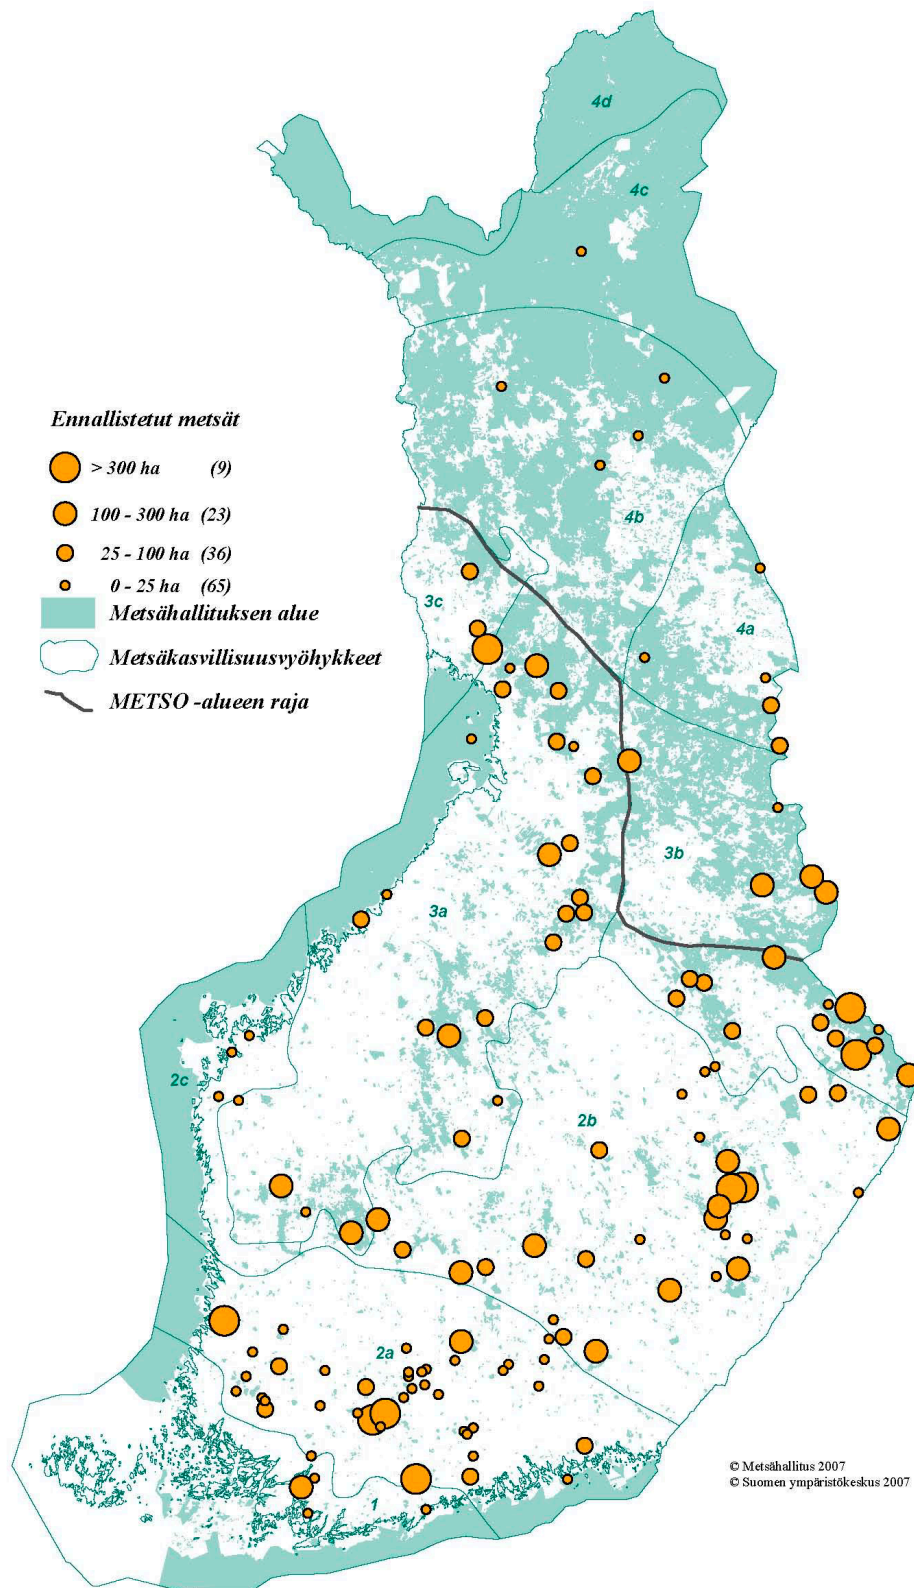 4d
4c
Ennallistetut metsät
> 300 ha (9)
100 - 300 ha (23)
25 - 100 ha (36)
0 - 25 ha (65)
Metsähallituksen alue
Metsäkasvillisuusvyöhykkeet
METSO -alueen raja
4b
3c
4a
3b
3a
2c
2b
2a
1
© Metsähallitus 2007
© Suomen ympäristökeskus 2007